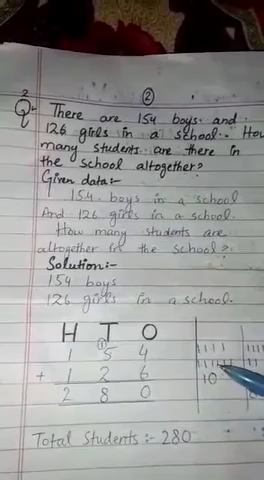 ②
2
Q:- There are 154 boys and
126 girls in a school. How
many students are there in
the school altogether?
Given data:-
154 boys in a school
And 126 girls in a school.
How many students are
altogether in the school?
Solution:-
154 boys
126 girls in a school.
H T O
①
1 5 4
+ 1 2 6
2 8 0
10
Total Students:- 280